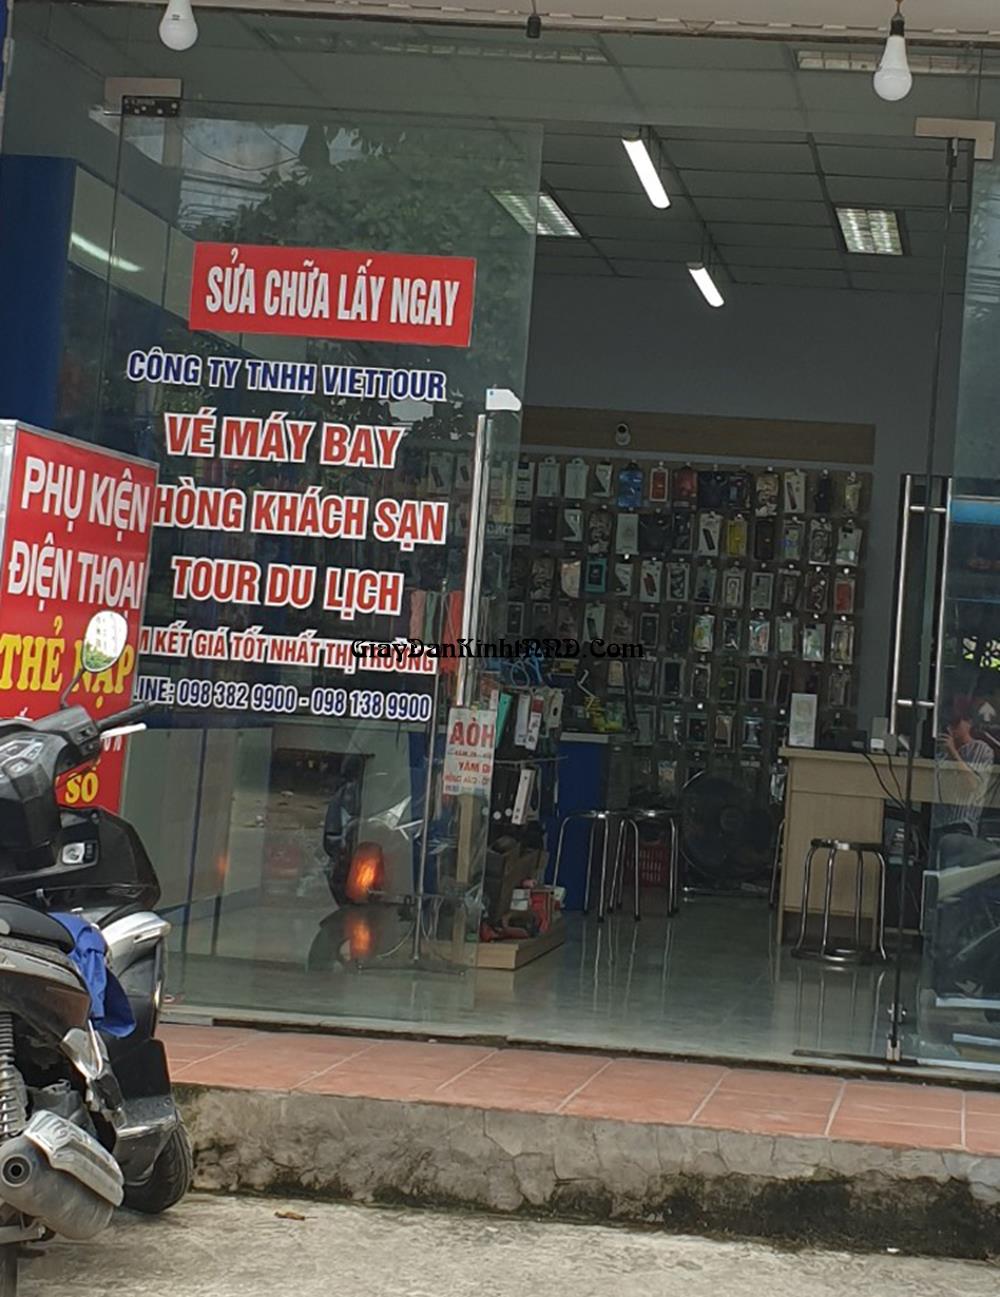 SỬA CHỮA LẤY NGAY
CÔNG TY TNHH VIETTOUR
VÉ MÁY BAY
HÒNG KHÁCH SẠN
TOUR DU LỊCH
M KẾT GIÁ TỐT NHẤT THỊ TRƯỜNG
LINE: 098 382 9900 - 098 138 9900
PHỤ KIỆN
ĐIỆN THOẠI
THẺ NẠP
SỐ
GiayDanKinhPND.Com